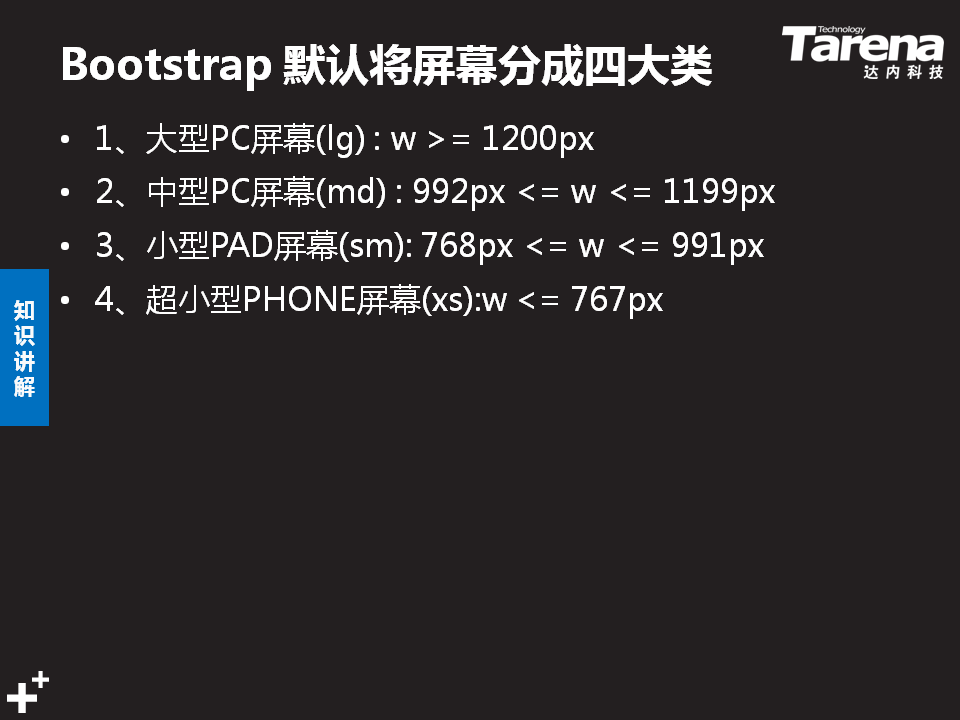 Bootstrap 默认将屏幕分成四大类
Technology
Tarena
达内科技
• 1、大型PC屏幕(lg) : w >= 1200px
• 2、中型PC屏幕(md) : 992px <= w <= 1199px
• 3、小型PAD屏幕(sm): 768px <= w <= 991px
• 4、超小型PHONE屏幕(xs):w <= 767px
知识讲解